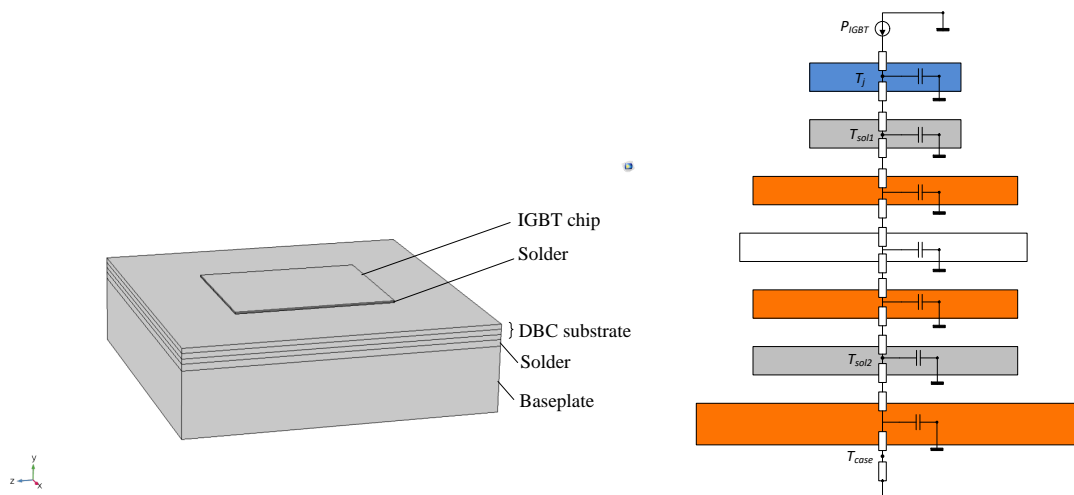 IGBT chip
Solder
DBC substrate
Solder
Baseplate
y
z
x
P_IGBT
T_j
T_sol1
T_sol2
T_case